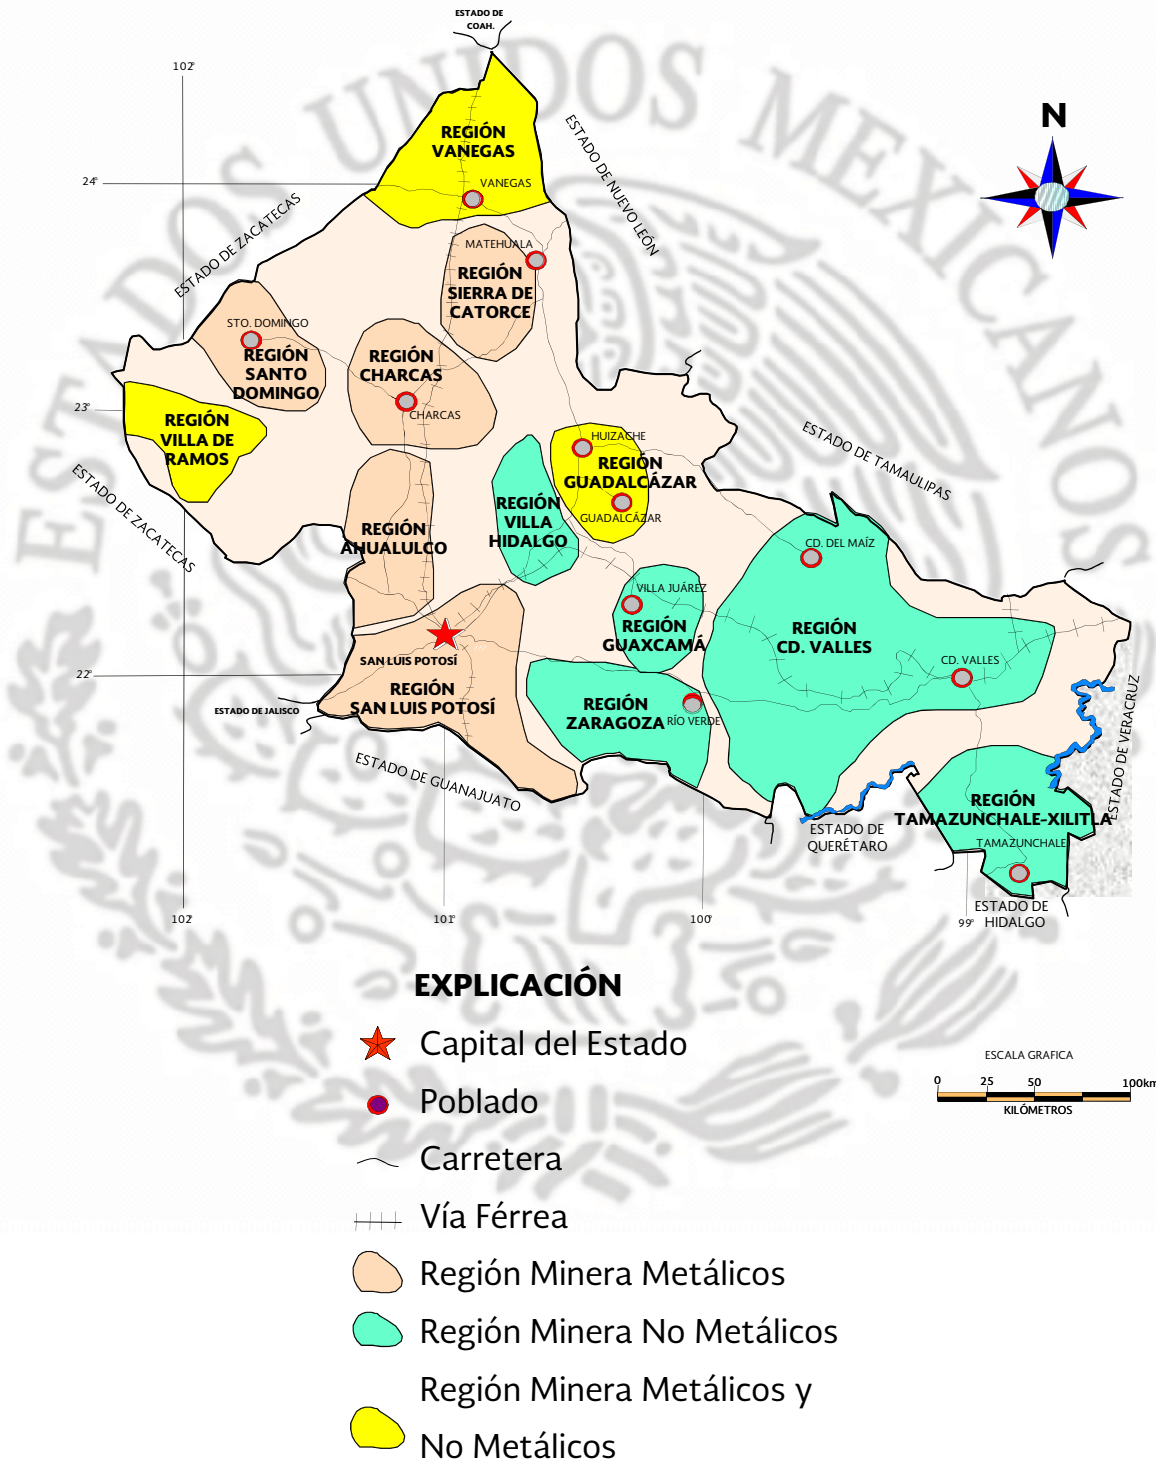 ESTADOS UNIDOS MEXICANOS
ESTADO DE
COAH.
102°
N
ESTADO DE NUEVO LEÓN
REGIÓN
VANEGAS
24°
VANEGAS
ESTADO DE ZACATECAS
MATEHUALA
REGIÓN
SIERRA DE
CATORCE
STO. DOMINGO
REGIÓN
SANTO
DOMINGO
REGIÓN
CHARCAS
CHARCAS
23°
REGIÓN
VILLA DE
RAMOS
HUIZACHE
REGIÓN
GUADALCÁZAR
GUADALCÁZAR
ESTADO DE TAMAULIPAS
ESTADO DE ZACATECAS
REGIÓN
VILLA
HIDALGO
REGIÓN
AHUALULCO
CD. DEL MAÍZ
VILLA JUÁREZ
REGIÓN
GUAXCAMÁ
REGIÓN
CD. VALLES
CD. VALLES
SAN LUIS POTOSÍ
22°
REGIÓN
SAN LUIS POTOSÍ
ESTADO DE JALISCO
REGIÓN
ZARAGOZA
RÍO VERDE
ESTADO DE VERACRUZ
ESTADO DE GUANAJUATO
REGIÓN
TAMAZUNCHALE-XILITLA
ESTADO DE
QUERÉTARO
TAMAZUNCHALE
ESTADO DE
HIDALGO
102°
101°
100°
99°
EXPLICACIÓN
Capital del Estado
Poblado
Carretera
Vía Férrea
Región Minera Metálicos
Región Minera No Metálicos
Región Minera Metálicos y
No Metálicos
ESCALA GRAFICA
0 25 50 100km
KILÓMETROS